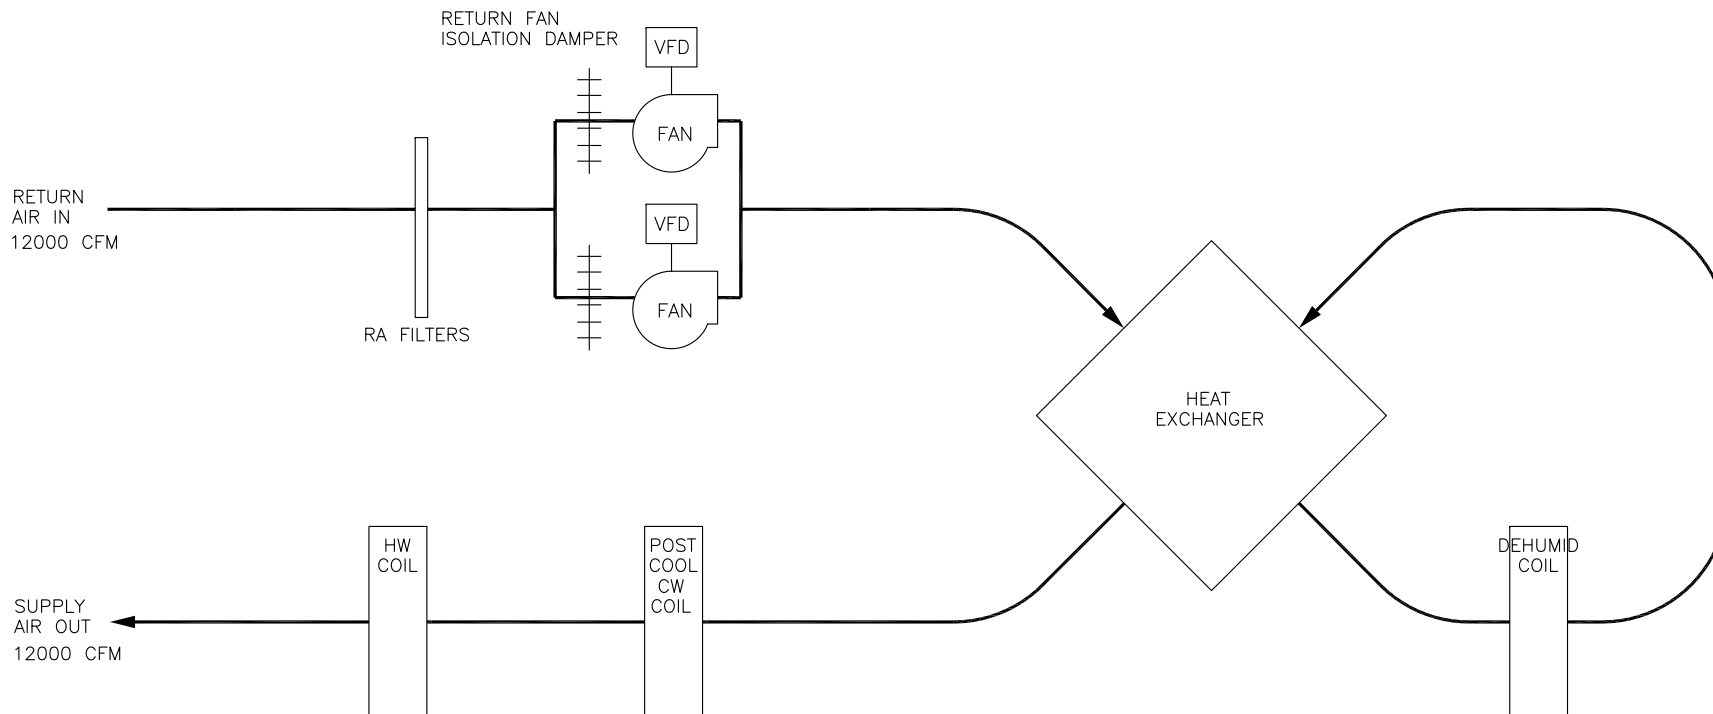 RETURN FAN
ISOLATION DAMPER
VFD
FAN
RETURN
AIR IN
12000 CFM
VFD
FAN
RA FILTERS
HEAT
EXCHANGER
HW
COIL
POST
COOL
CW
COIL
DEHUMID
COIL
SUPPLY
AIR OUT
12000 CFM